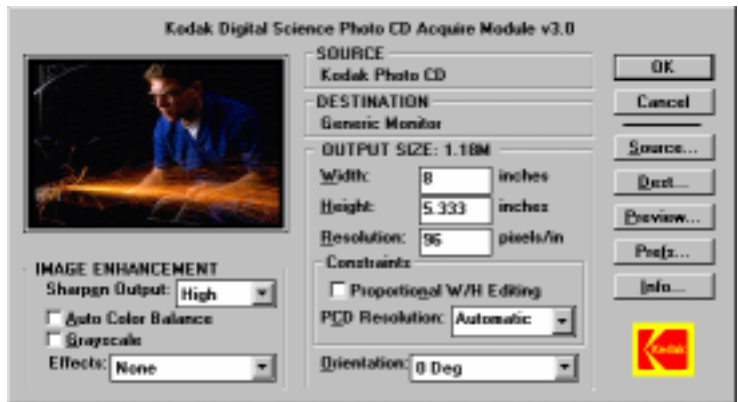 Kodak Digital Science Photo CD Acquire Module v3.0
SOURCE
Kodak Photo CD
DESTINATION
Generic Monitor
OUTPUT SIZE: 1.18M
Width: 8 inches
Height: 5.333 inches
Resolution: 96 pixels/in
Constraints
Proportional W/H Editing
PCD Resolution: Automatic
Orientation: 0 Deg
IMAGE ENHANCEMENT
Sharpen Output: High
Auto Color Balance
Grayscale
Effects: None
OK
Cancel
Source...
Dest...
Preview...
Prefs...
Info...
Kodak